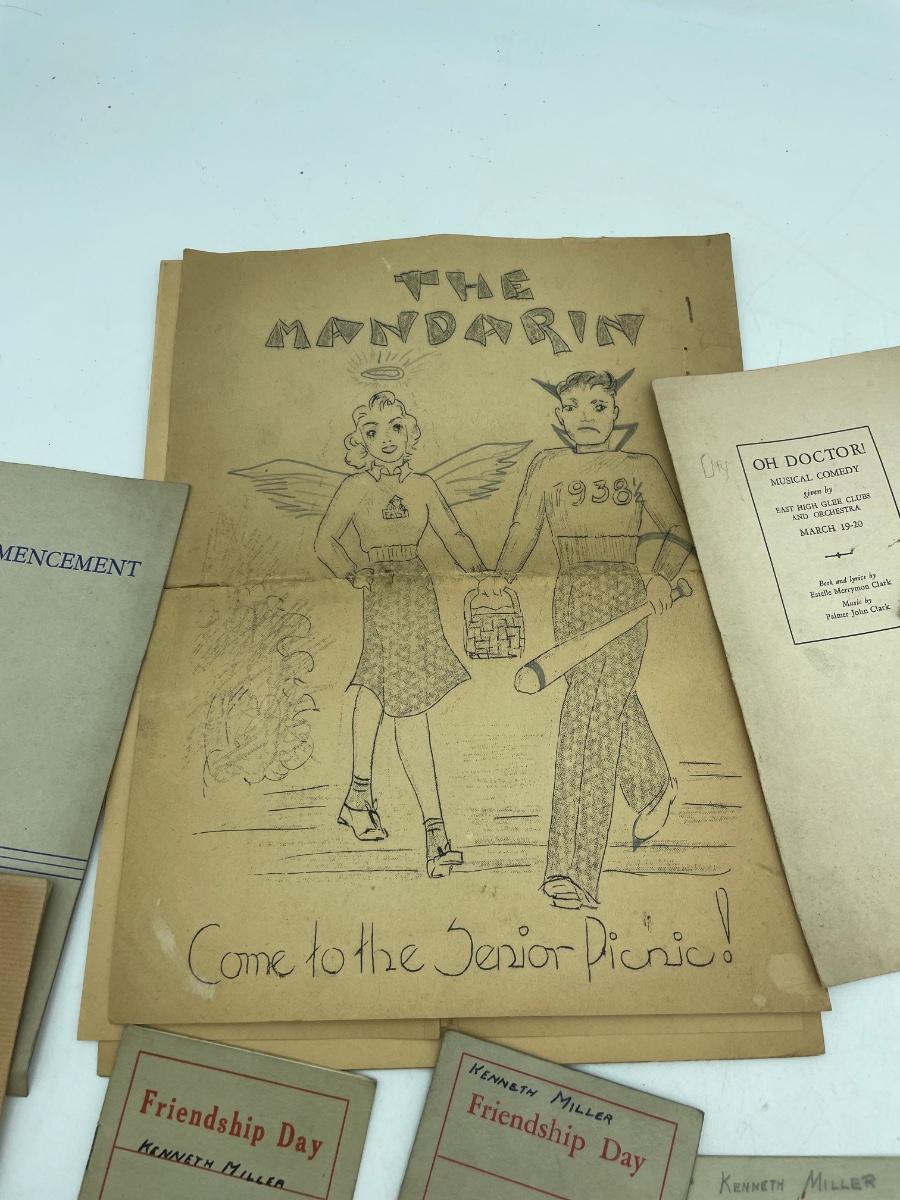 THE
MANDARIN
1938½
Come to the Senior Picnic!
MENCEMENT
OH DOCTOR!
MUSICAL COMEDY
given by
EAST HIGH GLEE CLUBS
AND ORCHESTRA
MARCH 19-20
Book and lyrics by
Estelle Merrymon Clark
Music by
Palmer John Clark
Friendship Day
KENNETH MILLER
KENNETH MILLER
Friendship Day
KENNETH MILLER